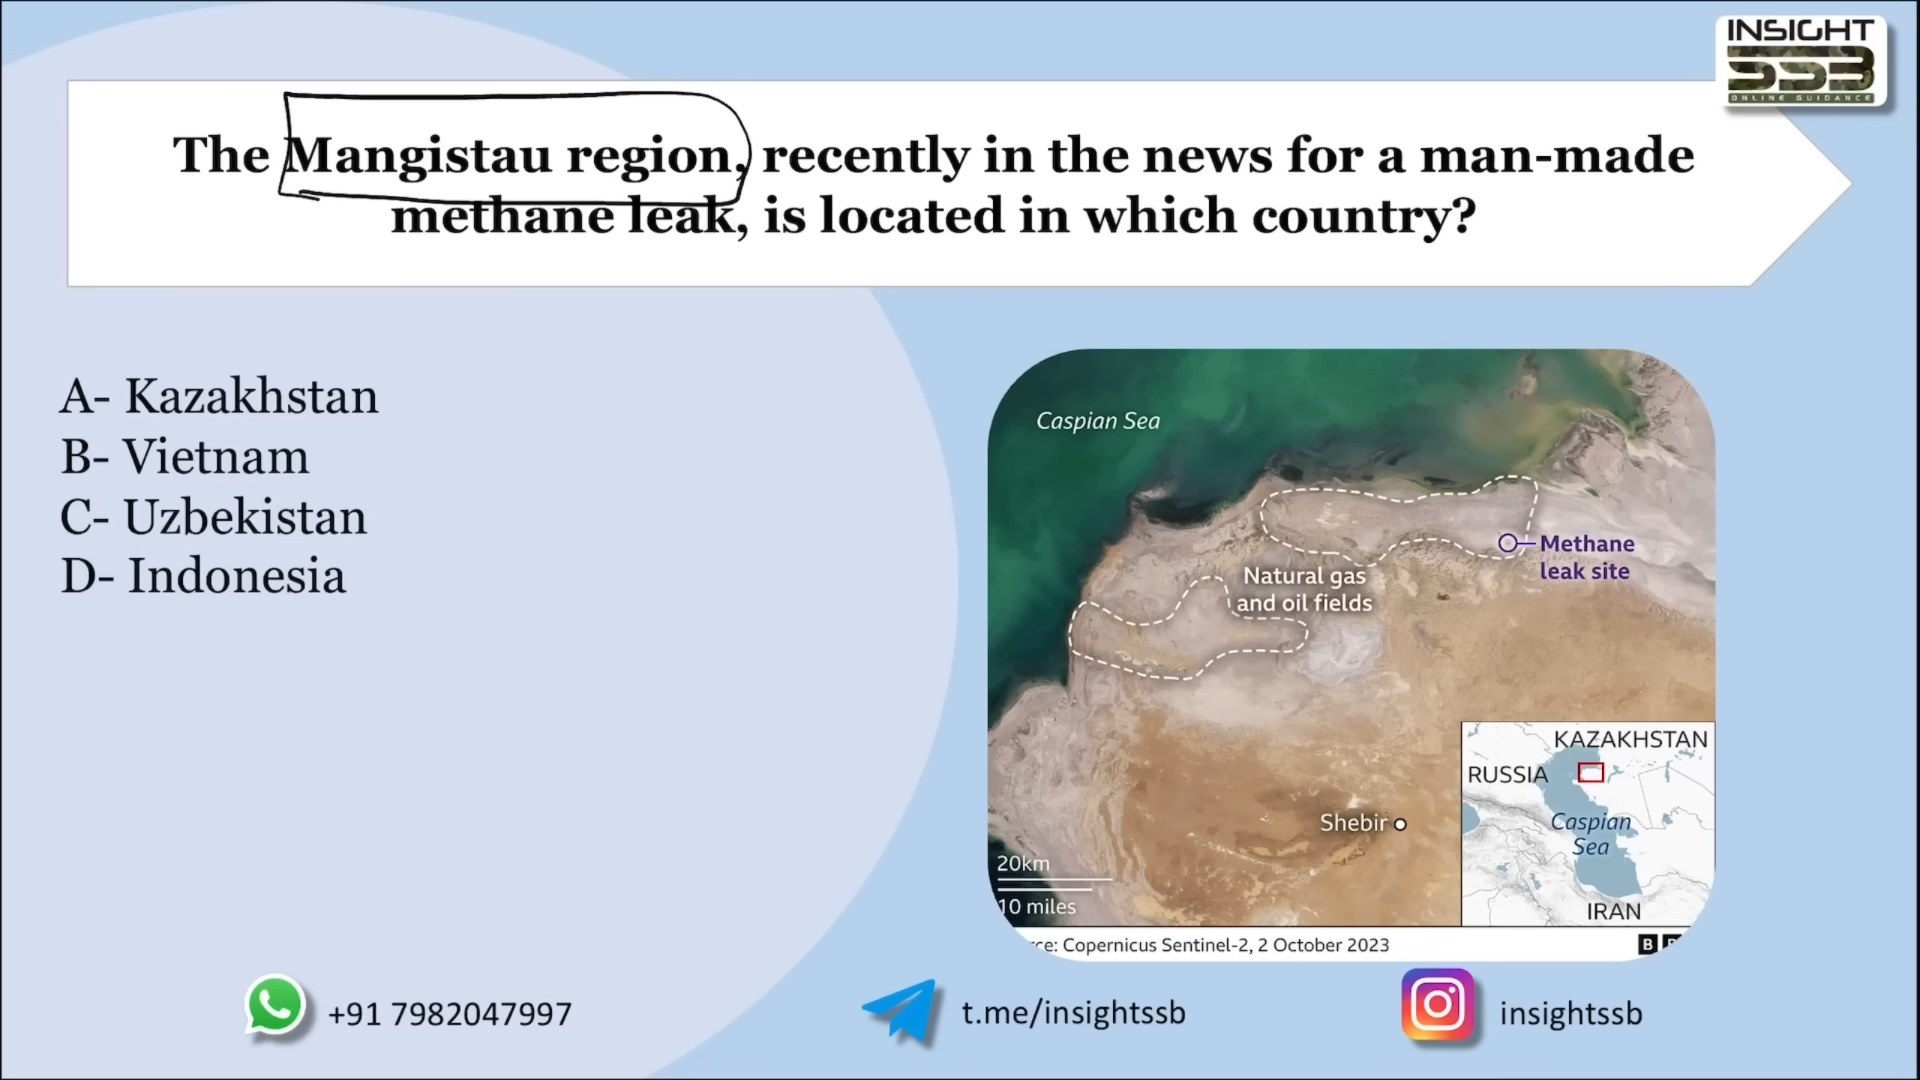 INSIGHT
SSB
ONLINE GUIDANCE
The Mangistau region, recently in the news for a man-made
methane leak, is located in which country?
A- Kazakhstan
B- Vietnam
C- Uzbekistan
D- Indonesia
Caspian Sea
Methane
leak site
Natural gas
and oil fields
Shebir
20km
10 miles
KAZAKHSTAN
RUSSIA
Caspian
Sea
IRAN
Copernicus Sentinel-2, 2 October 2023
B
+91 7982047997
t.me/insightssb
insightssb